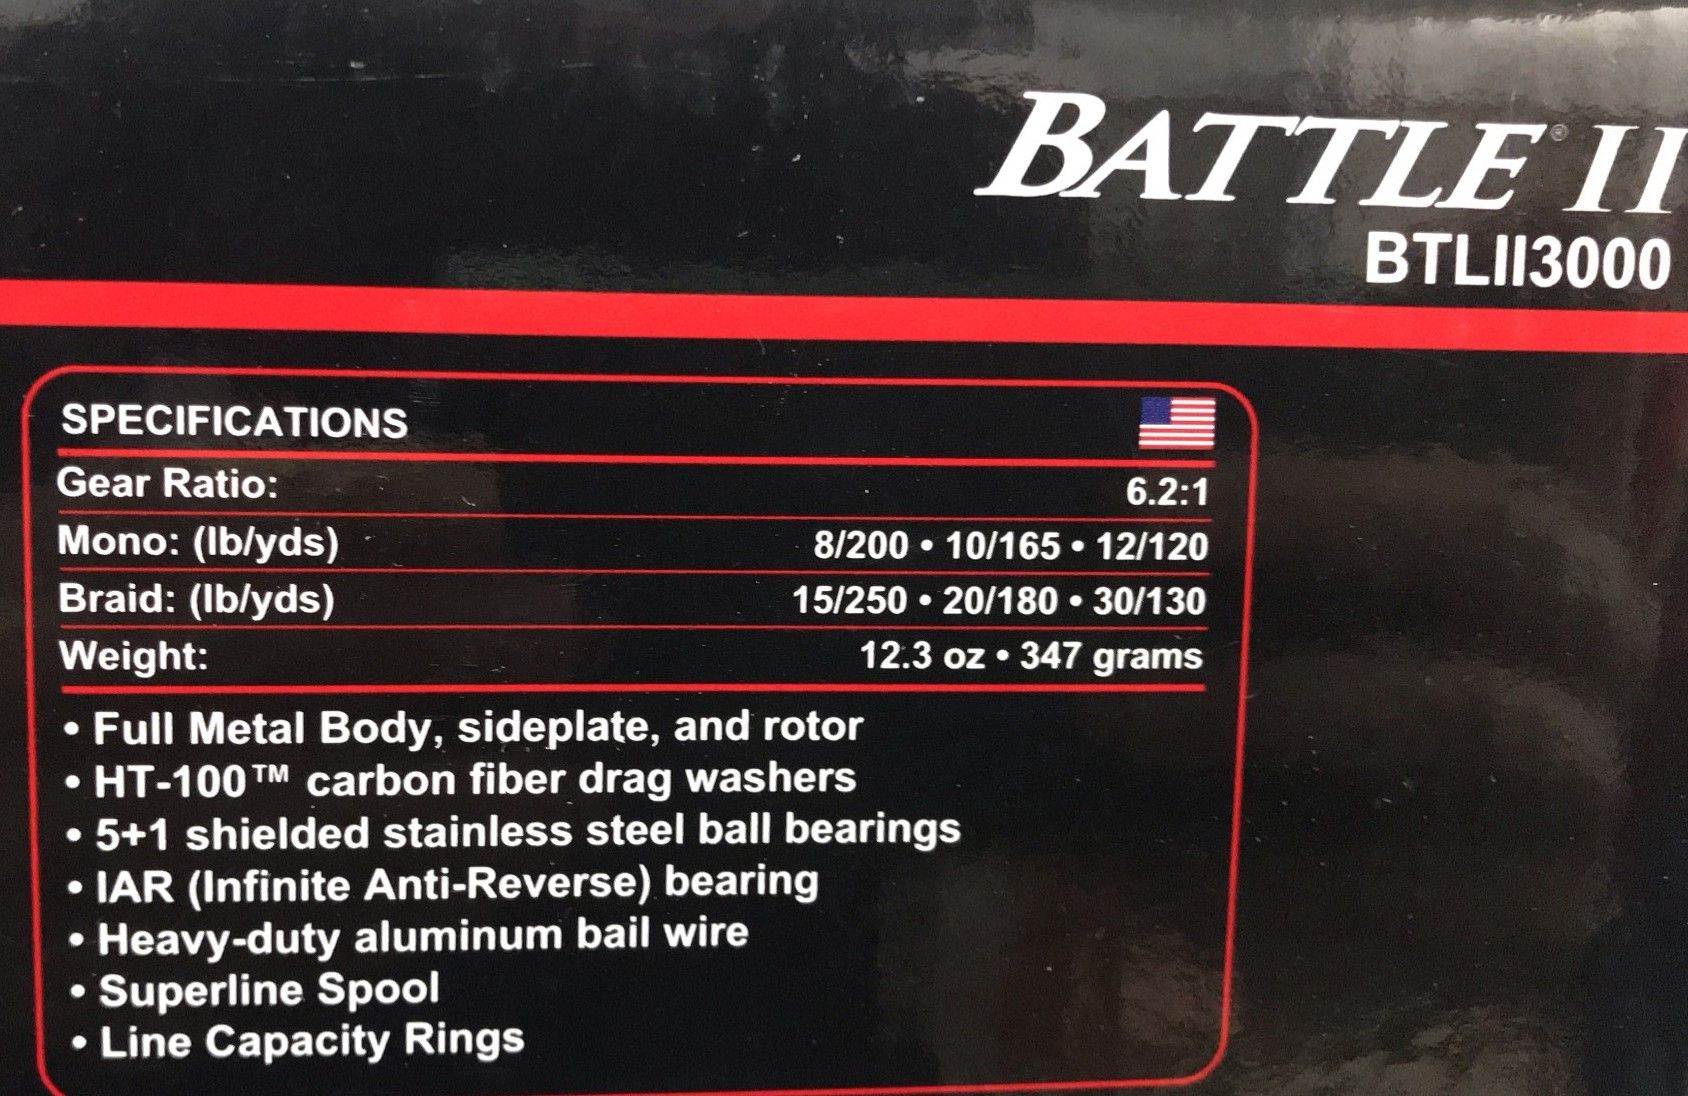 BATTLE® II
BTLII3000
SPECIFICATIONS
Gear Ratio: 6.2:1
Mono: (lb/yds) 8/200 • 10/165 • 12/120
Braid: (lb/yds) 15/250 • 20/180 • 30/130
Weight: 12.3 oz • 347 grams
• Full Metal Body, sideplate, and rotor
• HT-100™ carbon fiber drag washers
• 5+1 shielded stainless steel ball bearings
• IAR (Infinite Anti-Reverse) bearing
• Heavy-duty aluminum bail wire
• Superline Spool
• Line Capacity Rings